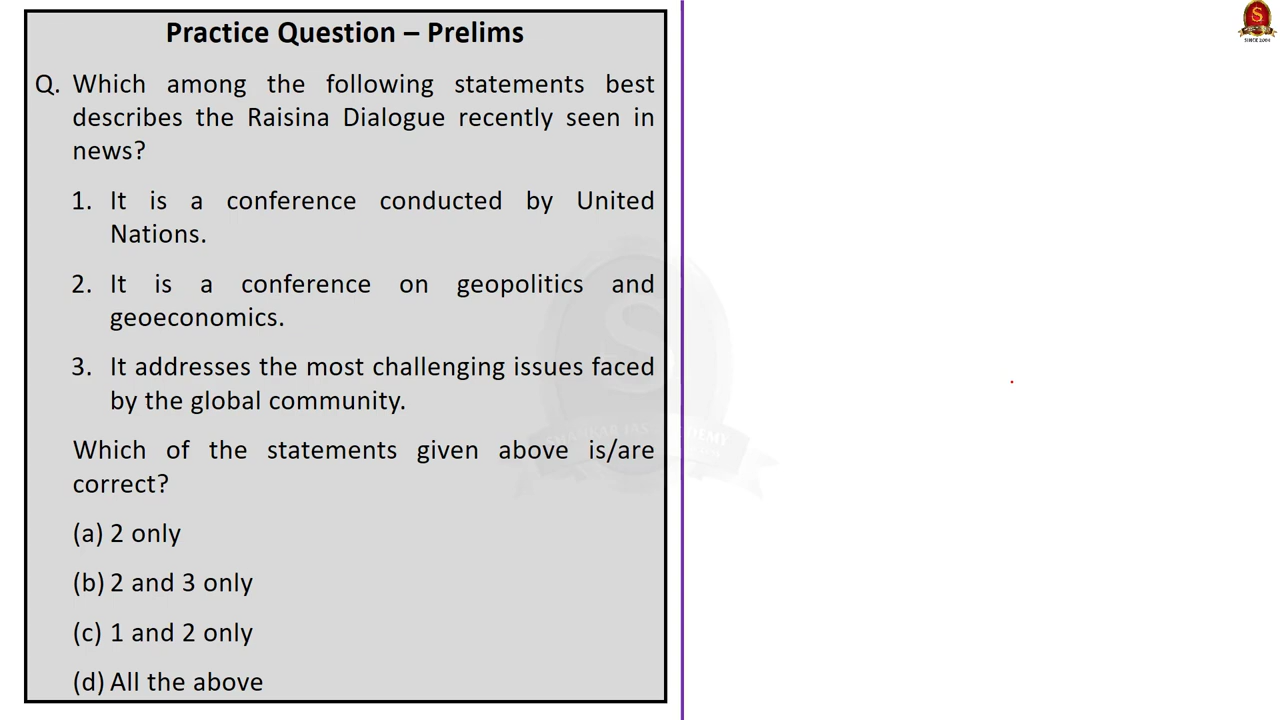 Practice Question – Prelims
Q. Which among the following statements best
describes the Raisina Dialogue recently seen in
news?
1. It is a conference conducted by United
Nations.
2. It is a conference on geopolitics and
geoeconomics.
3. It addresses the most challenging issues faced
by the global community.
Which of the statements given above is/are
correct?
(a) 2 only
(b) 2 and 3 only
(c) 1 and 2 only
(d) All the above
S
SINCE 2004